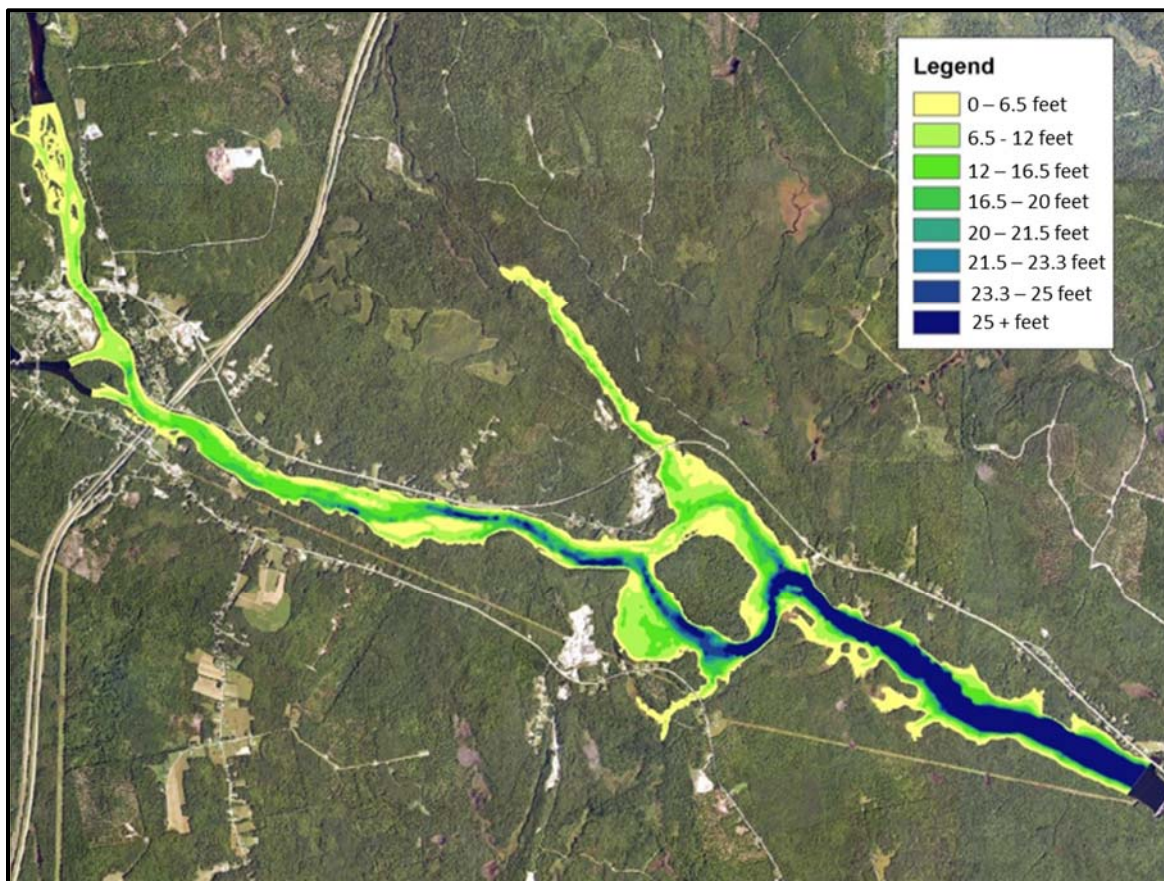 Legend
0 – 6.5 feet
6.5 - 12 feet
12 – 16.5 feet
16.5 – 20 feet
20 – 21.5 feet
21.5 – 23.3 feet
23.3 – 25 feet
25 + feet